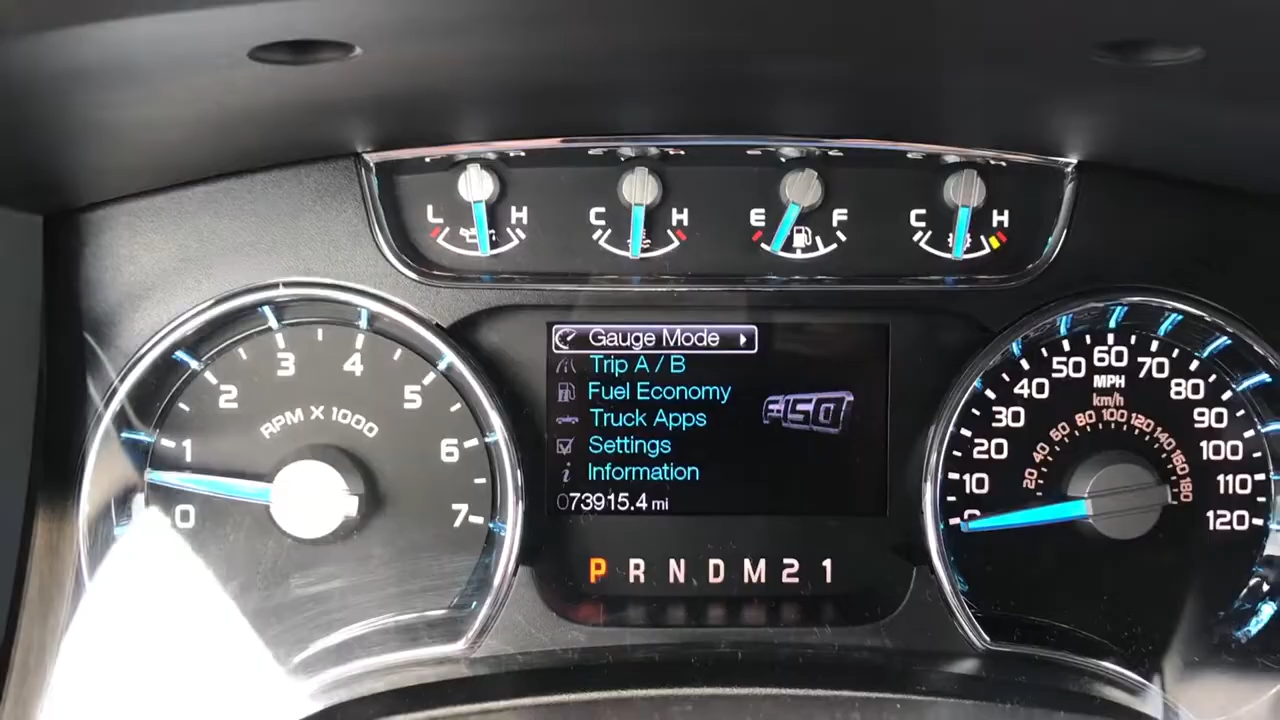 L H C H E F C H
1 2 3 4 5 6 7
0
RPM X 1000
Gauge Mode
Trip A / B
Fuel Economy
Truck Apps
Settings
Information
073915.4 mi
F-150
P R N D M 2 1
10 20 30 40 50 60 70 80 90 100 110 120
MPH
km/h
20 40 60 80 100 120 140 160 180